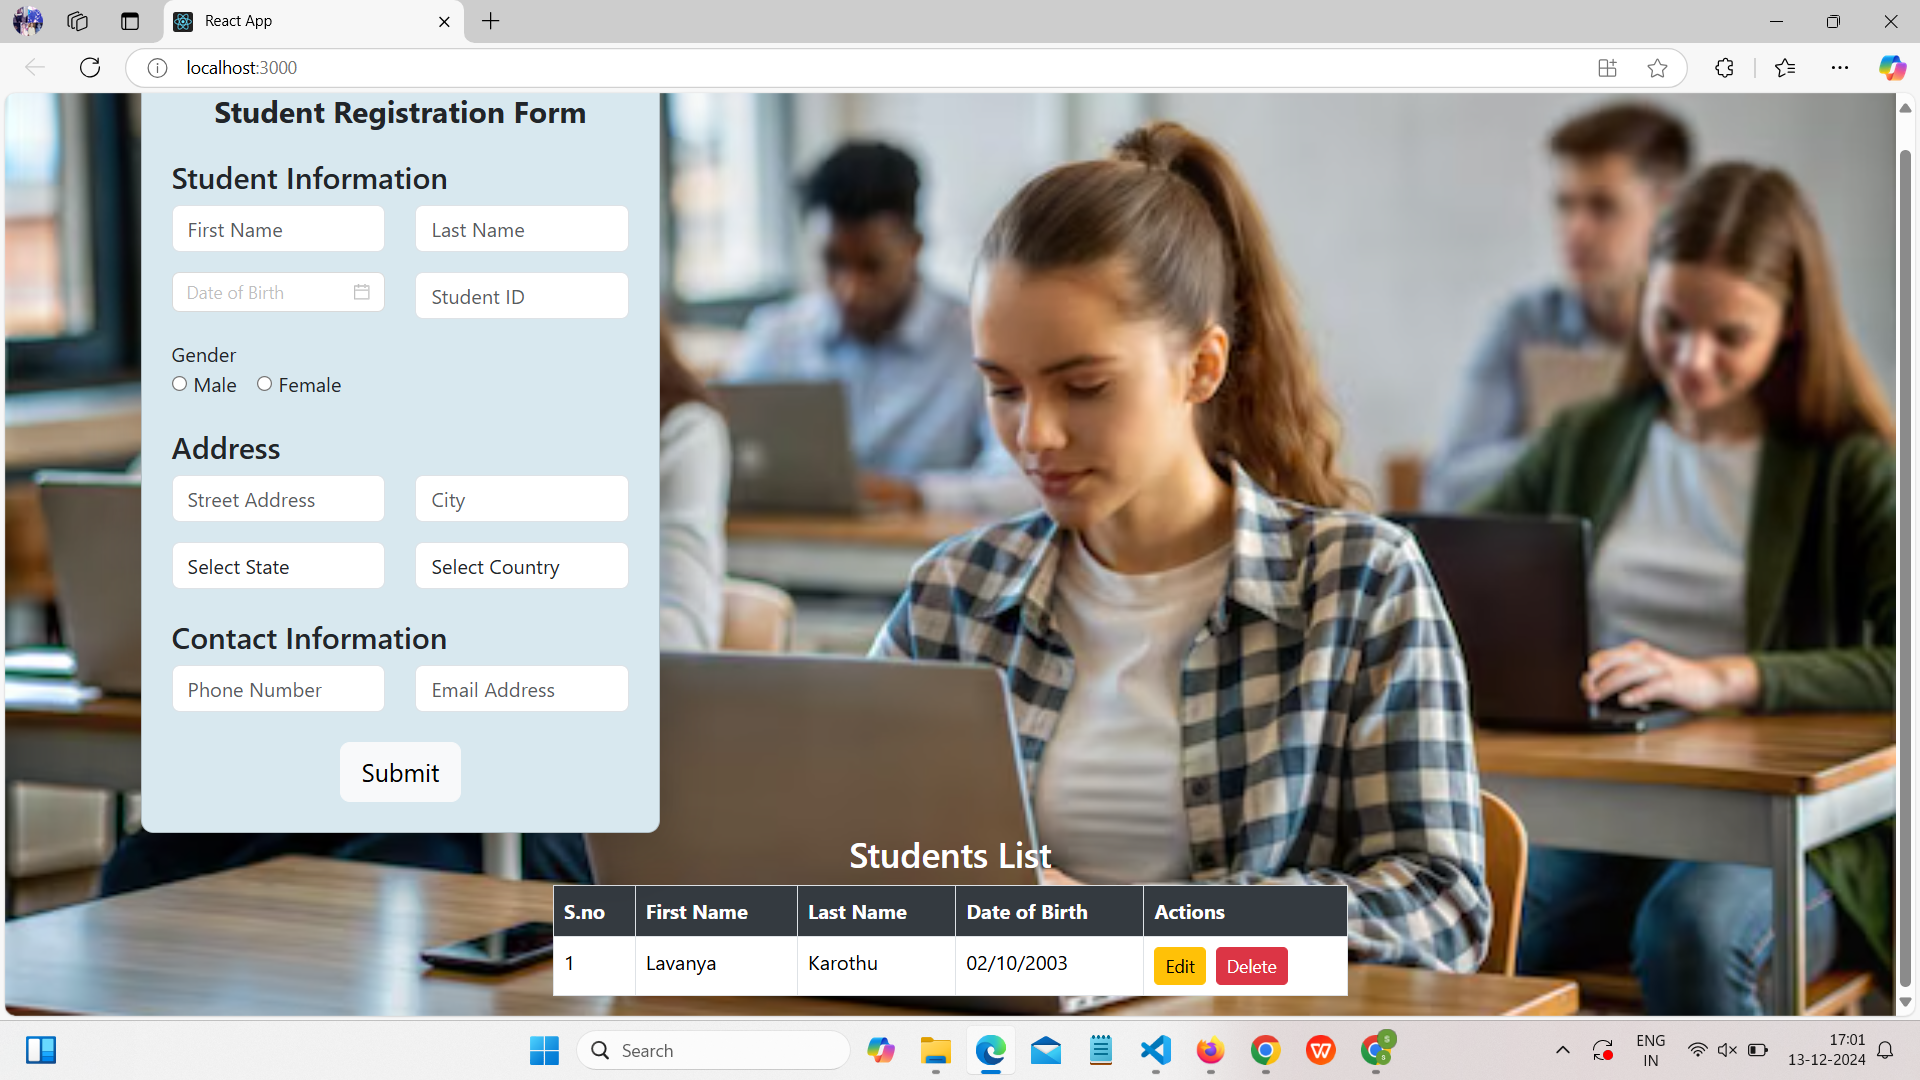 React App
localhost:3000
Student Registration Form
Student Information
First Name Last Name
Date of Birth Student ID
Gender
Male Female
Address
Street Address City
Select State Select Country
Contact Information
Phone Number Email Address
Submit
Students List
S.no First Name Last Name Date of Birth Actions
1 Lavanya Karothu 02/10/2003 Edit Delete
Search
ENG
IN
17:01
13-12-2024